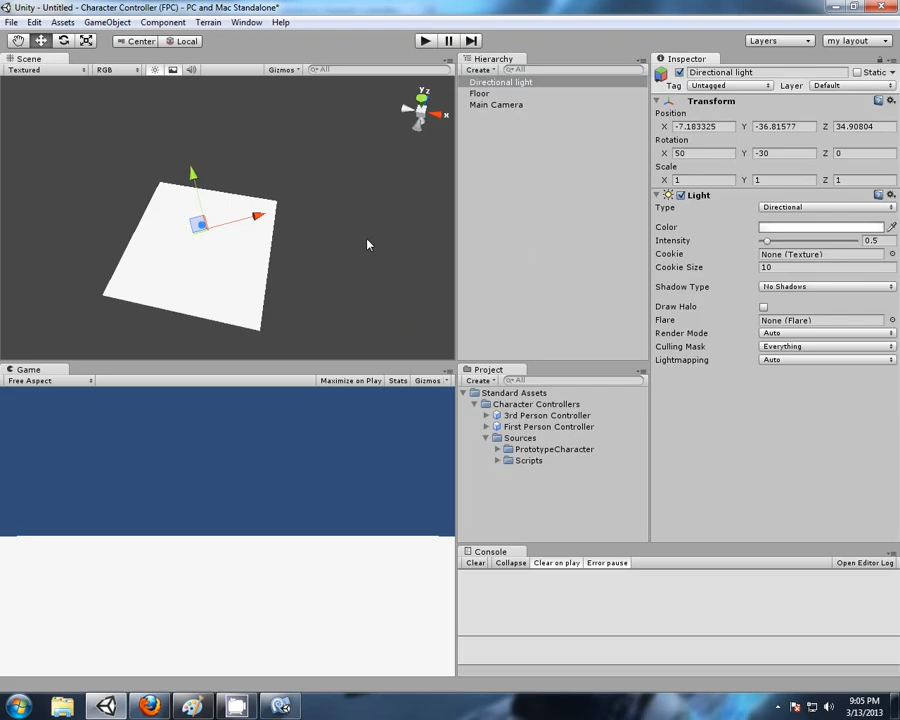 Unity - Untitled - Character Controller (FPC) - PC and Mac Standalone*
File Edit Assets GameObject Component Terrain Window Help
Center Local Layers my layout
Scene
Textured RGB Gizmos All
y z
x
Hierarchy
Create All
Directional light
Floor
Main Camera
Inspector
Directional light Static
Tag Untagged Layer Default
Transform
Position
X -7.183325 Y -36.81577 Z 34.90804
Rotation
X 50 Y -30 Z 0
Scale
X 1 Y 1 Z 1
Light
Type Directional
Color
Intensity 0.5
Cookie None (Texture)
Cookie Size 10
Shadow Type No Shadows
Draw Halo
Flare None (Flare)
Render Mode Auto
Culling Mask Everything
Lightmapping Auto
Game
Free Aspect Maximize on Play Stats Gizmos
Project
Create All
Standard Assets
Character Controllers
3rd Person Controller
First Person Controller
Sources
PrototypeCharacter
Scripts
Console
Clear Collapse Clear on play Error pause Open Editor Log
9:05 PM
3/13/2013